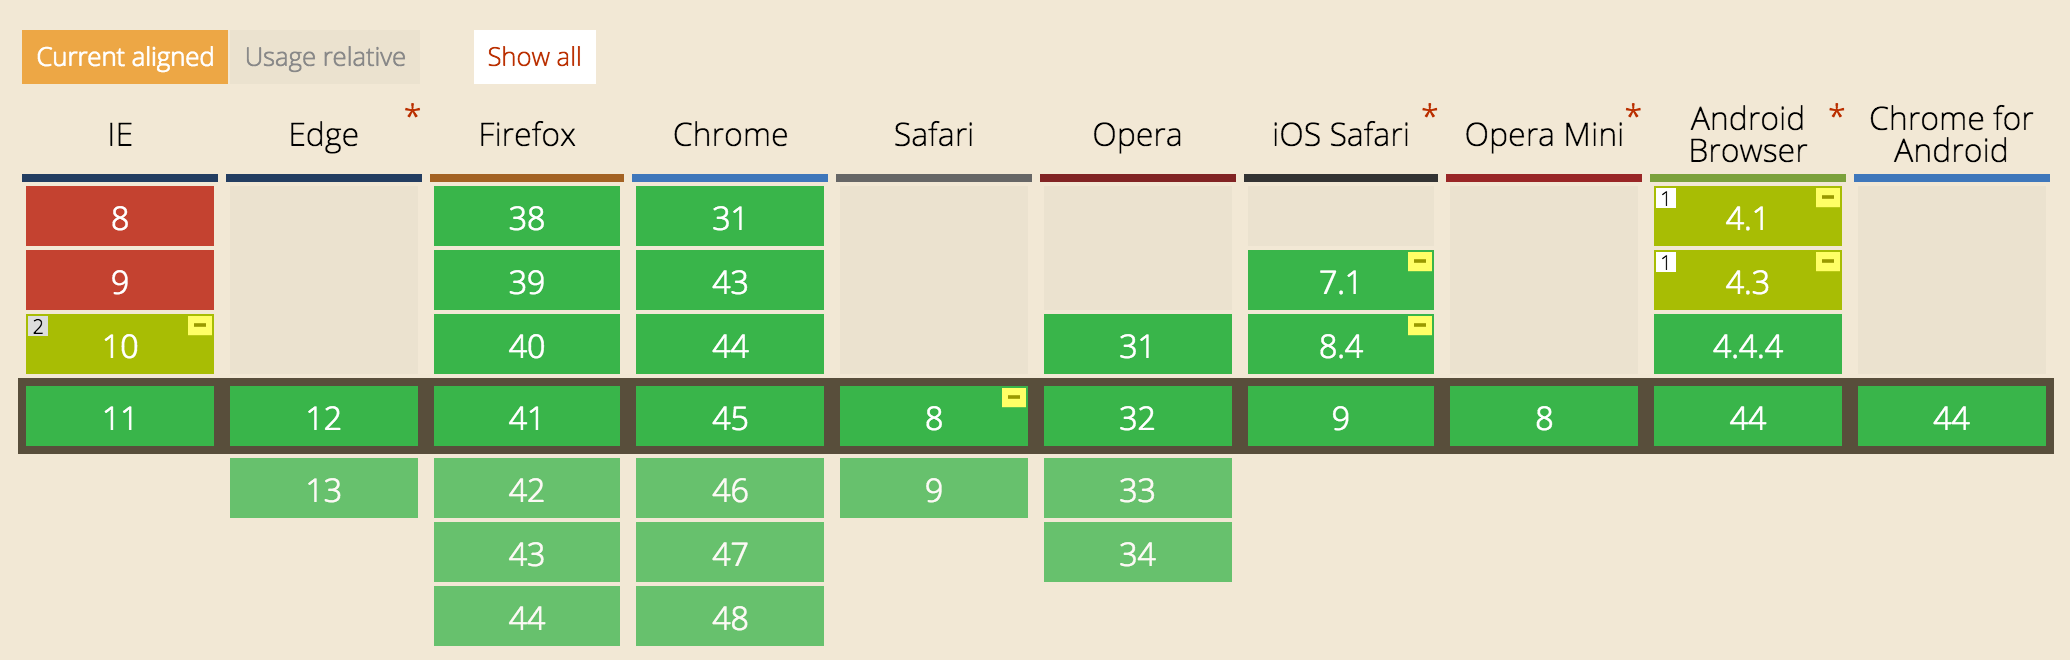 Current aligned Usage relative Show all
IE Edge * Firefox Chrome Safari Opera iOS Safari * Opera Mini * Android Browser * Chrome for Android
8 38 31 1 4.1 -
9 39 43 7.1 - 1 4.3 -
2 10 - 40 44 31 8.4 - 4.4.4
11 12 41 45 8 - 32 9 8 44 44
13 42 46 9 33
43 47 34
44 48